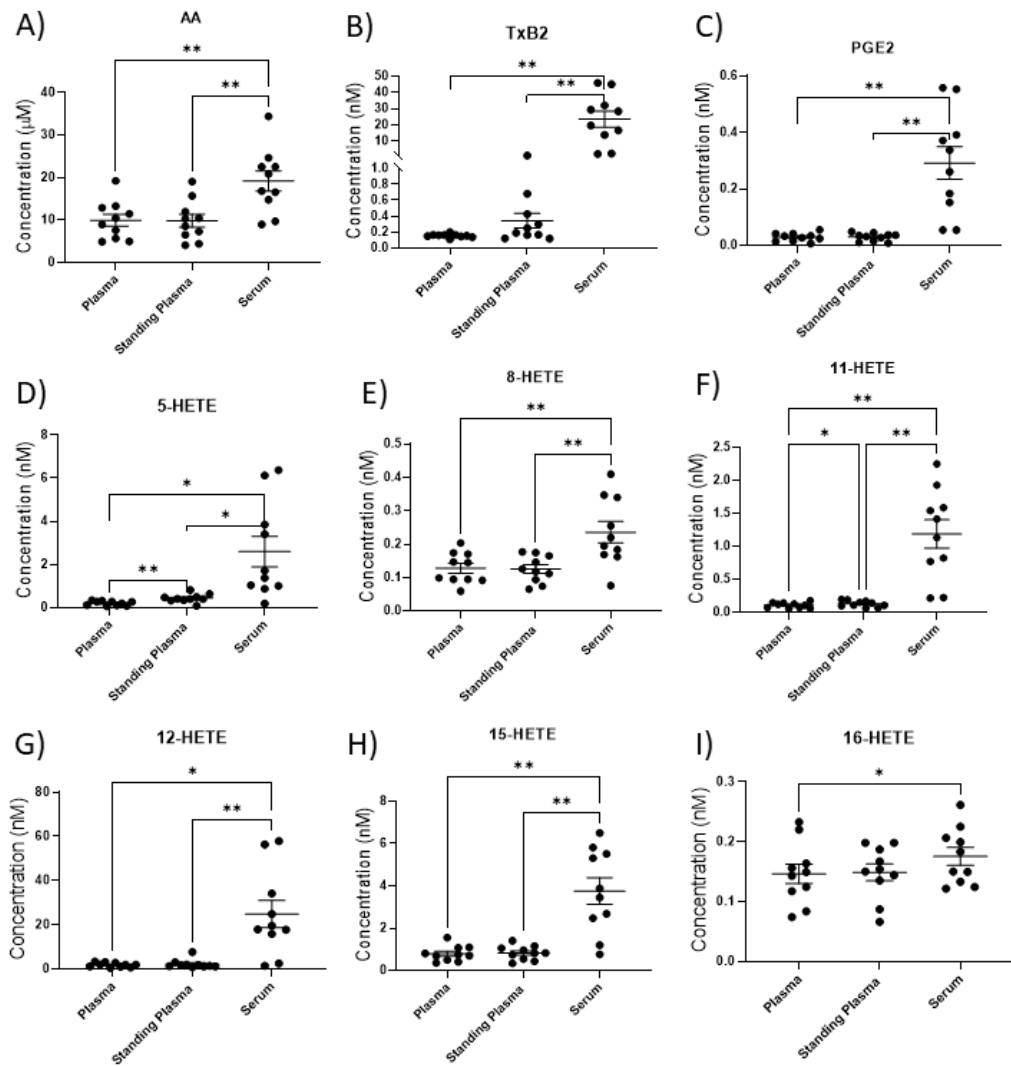 A)
AA
**
**
Concentration (µM)
40
30
20
10
0
Plasma
Standing Plasma
Serum
B)
TxB2
**
**
Concentration (nM)
50
40
30
20
10
1.0
0.8
0.6
0.4
0.2
0.0
Plasma
Standing Plasma
Serum
C)
PGE2
**
**
Concentration (nM)
0.6
0.4
0.2
0.0
Plasma
Standing Plasma
Serum
D)
5-HETE
*
*
**
Concentration (nM)
8
6
4
2
0
Plasma
Standing Plasma
Serum
E)
8-HETE
**
**
Concentration (nM)
0.5
0.4
0.3
0.2
0.1
0.0
Plasma
Standing Plasma
Serum
F)
11-HETE
**
*
**
Concentration (nM)
2.5
2.0
1.5
1.0
0.5
0.0
Plasma
Standing Plasma
Serum
G)
12-HETE
*
**
Concentration (nM)
80
60
40
20
0
Plasma
Standing Plasma
Serum
H)
15-HETE
**
**
Concentration (nM)
8
6
4
2
0
Plasma
Standing Plasma
Serum
I)
16-HETE
*
Concentration (nM)
0.3
0.2
0.1
0.0
Plasma
Standing Plasma
Serum